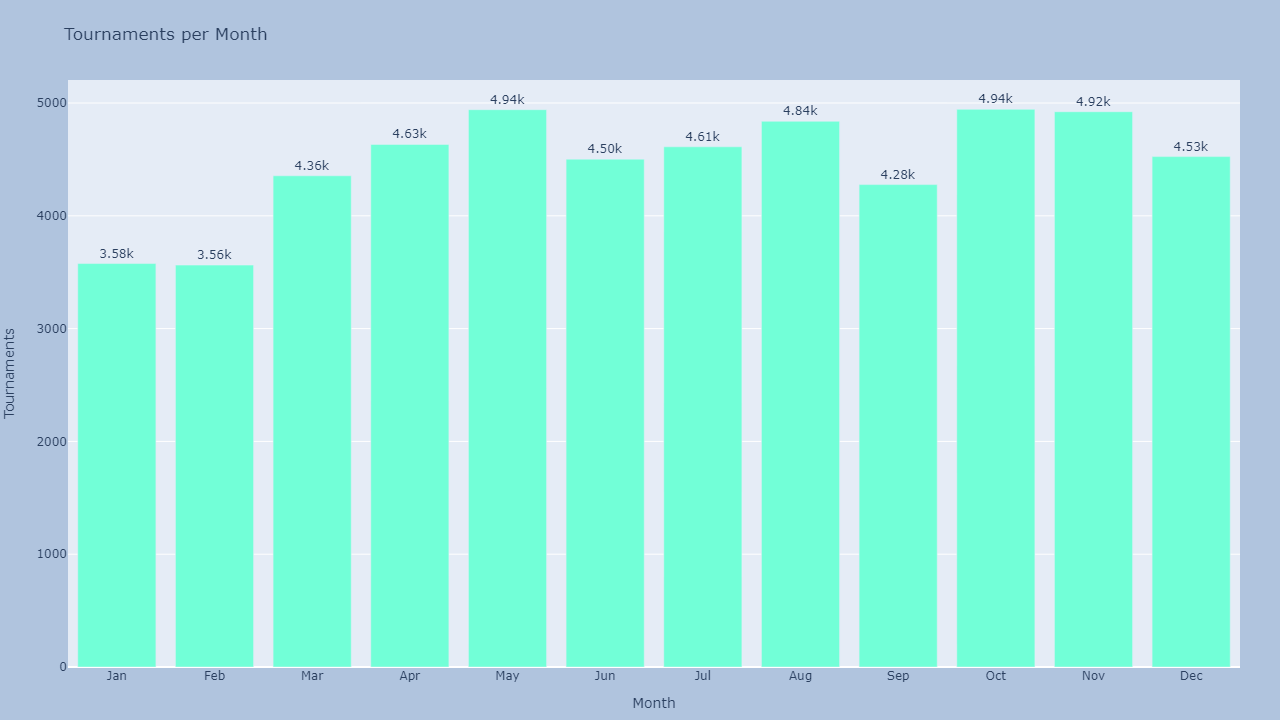 Tournaments per Month
Tournaments
5000
4000
3000
2000
1000
0
3.58k
3.56k
4.36k
4.63k
4.94k
4.50k
4.61k
4.84k
4.28k
4.94k
4.92k
4.53k
Jan Feb Mar Apr May Jun Jul Aug Sep Oct Nov Dec
Month